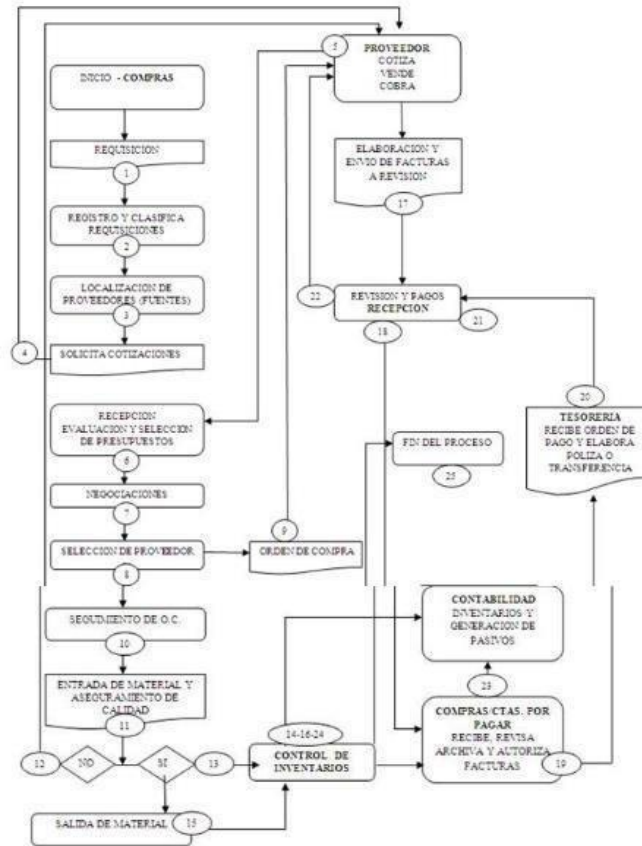 INICIO - COMPRAS
REQUISICION
1
REGISTRO Y CLASIFICA
REQUISICIONES
2
LOCALIZACION DE
PROVEEDORES (FUENTES)
3
4
SOLICITA COTIZACIONES
5
PROVEEDOR
COTIZA
VENDE
COBRA
ELABORACION Y
ENVIO DE FACTURAS
A REVISION
17
22
REVISION Y PAGOS
RECEPCION
21
18
RECEPCION
EVALUACION Y SELECCION
DE PRESUPUESTOS
6
NEGOCIACIONES
7
SELECCION DE PROVEEDOR
8
9
ORDEN DE COMPRA
FIN DEL PROCESO
25
20
TESORERIA
RECIBE ORDEN DE
PAGO Y ELABORA
POLIZA O
TRANSFERENCIA
SEGUIMIENTO DE O.C.
10
ENTRADA DE MATERIAL Y
ASEGURAMIENTO DE
CALIDAD
11
12
NO
SI
13
14-16-24
CONTROL DE
INVENTARIOS
SALIDA DE MATERIAL
15
CONTABILIDAD
INVENTARIOS Y
GENERACION DE
PASIVOS
23
COMPRAS/CTAS. POR
PAGAR
RECIBE, REVISA
ARCHIVA Y AUTORIZA
FACTURAS
19